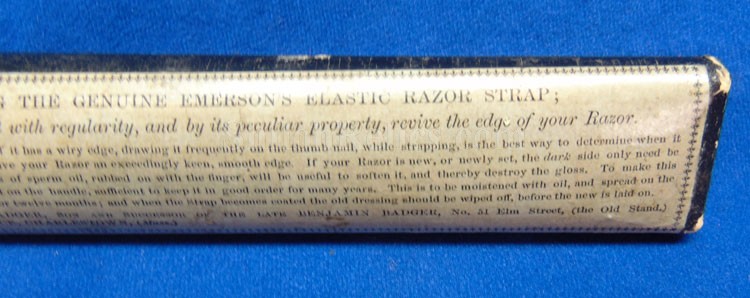 THE GENUINE EMERSON'S ELASTIC RAZOR STRAP;
with regularity, and by its peculiar property, revive the edge of your Razor.
it has a wiry edge, drawing it frequently on the thumb nail, while strapping, is the best way to determine when it
your Razor an exceedingly keen, smooth edge. If your Razor is new, or newly set, the dark side only need be
of sperm oil, rubbed on with the finger, will be useful to soften it, and thereby destroy the gloss. To make this
on the handle, sufficient to keep it in good order for many years. This is to be moistened with oil, and spread on the
twelve months; and when the Strap becomes coated the old dressing should be wiped off, before the new is laid on.
Son and Successor of THE LATE BENJAMIN BADGER, No. 51 Elm Street, (the Old Stand,)
CHARLESTOWN, (Mass.)